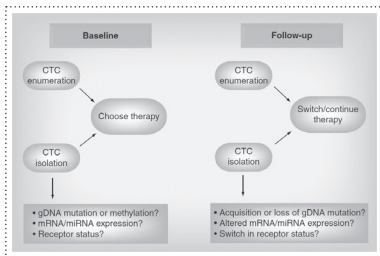 Baseline
CTC
enumeration
Choose therapy
CTC
isolation
• gDNA mutation or methylation?
• mRNA/miRNA expression?
• Receptor status?
Follow-up
CTC
enumeration
Switch/continue
therapy
CTC
isolation
• Acquisition or loss of gDNA mutation?
• Altered mRNA/miRNA expression?
• Switch in receptor status?